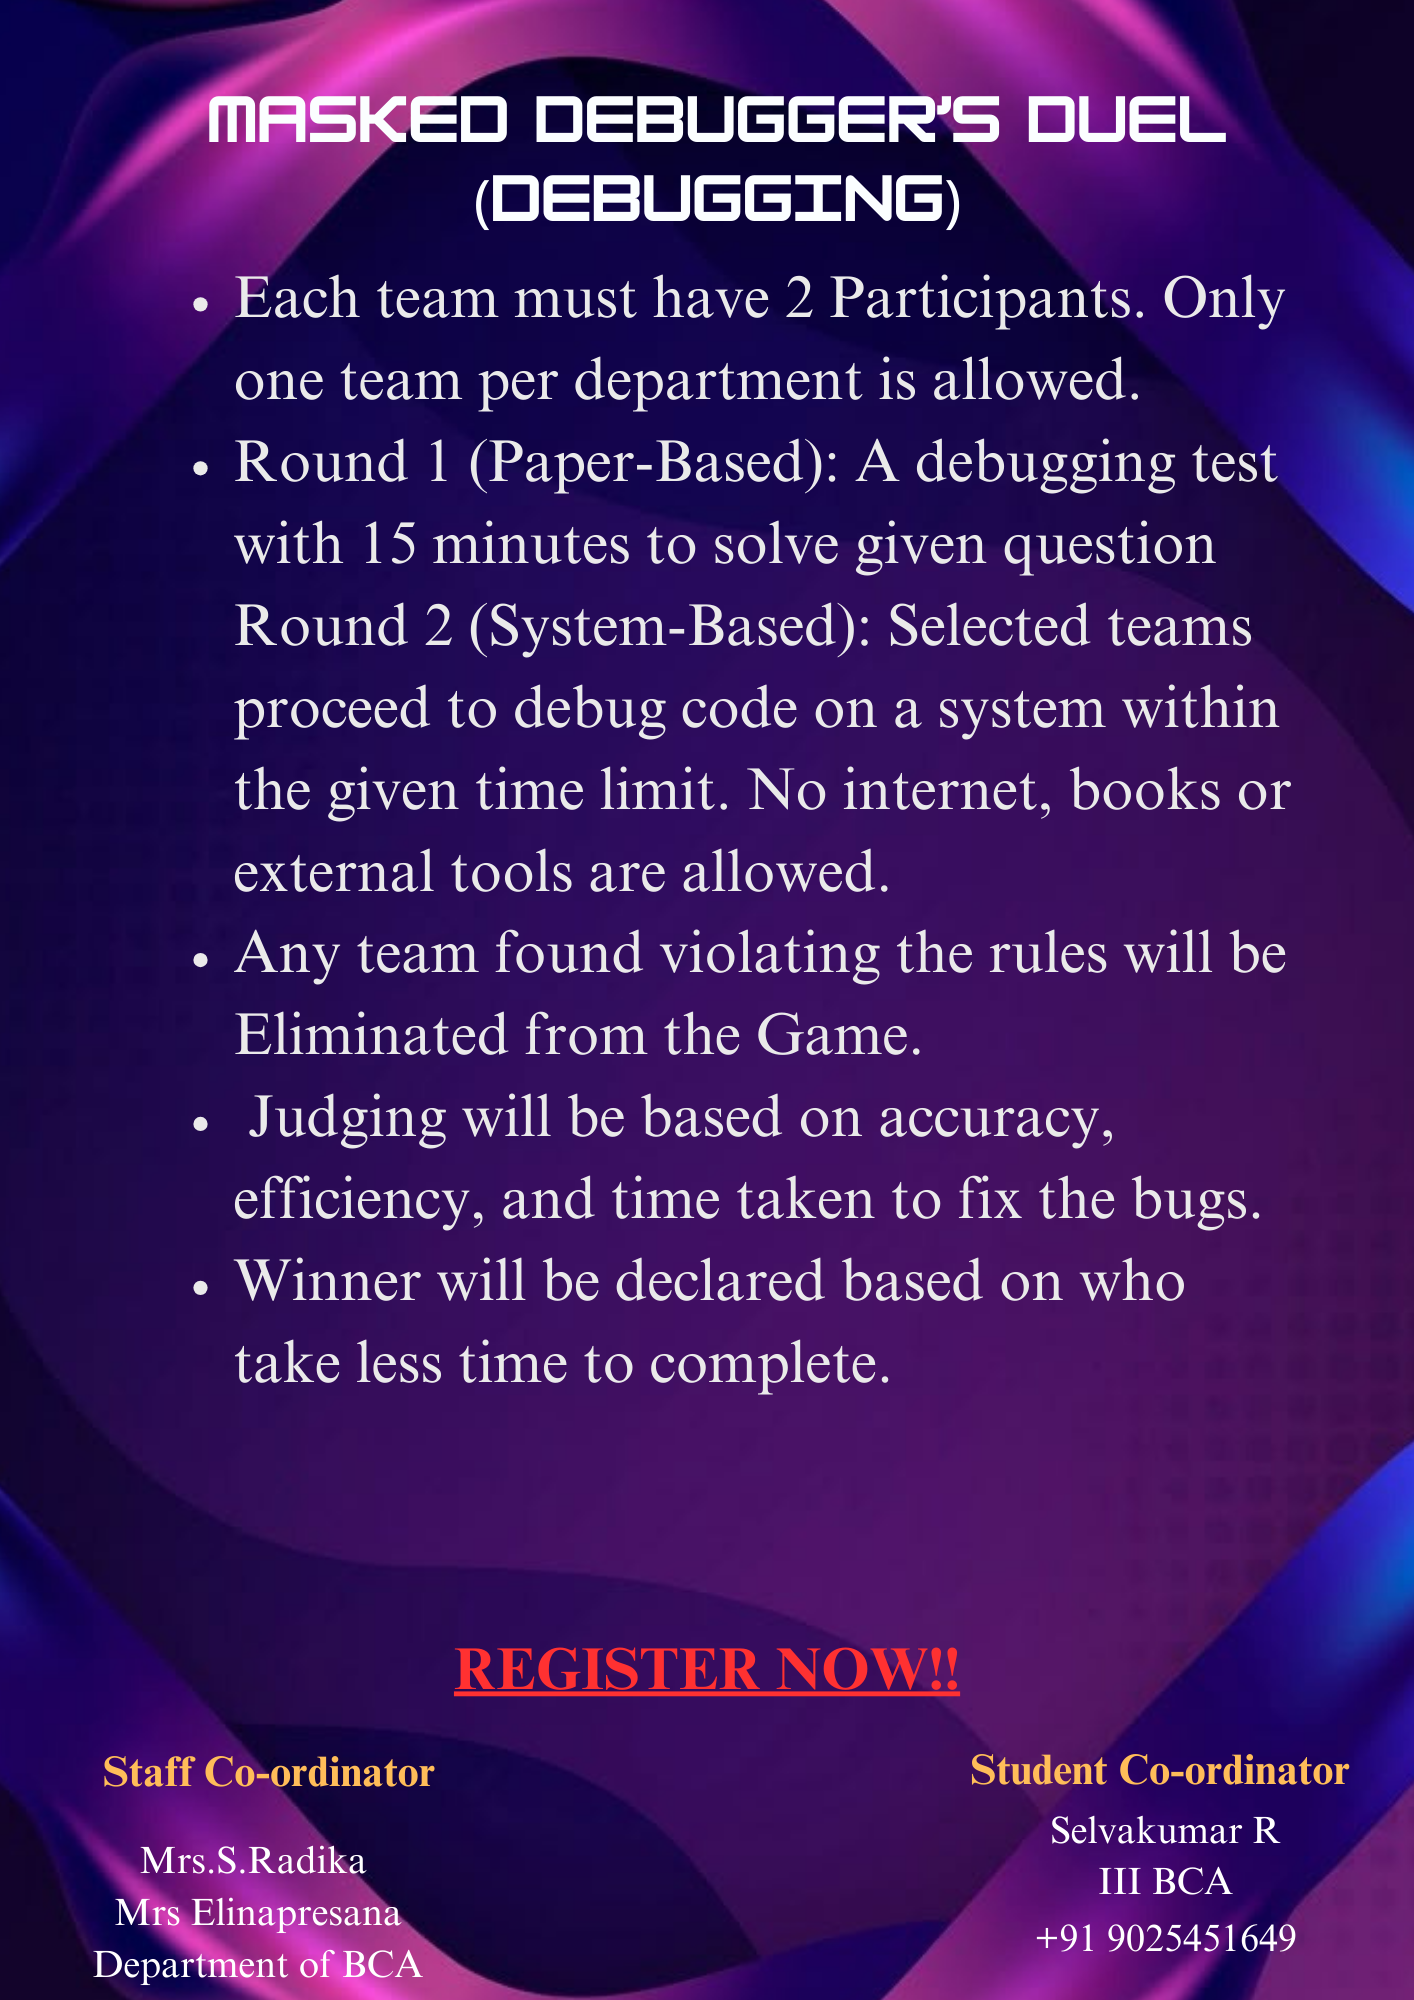 MASKED DEBUGGER'S DUEL
(DEBUGGING)
• Each team must have 2 Participants. Only
one team per department is allowed.
• Round 1 (Paper-Based): A debugging test
with 15 minutes to solve given question
Round 2 (System-Based): Selected teams
proceed to debug code on a system within
the given time limit. No internet, books or
external tools are allowed.
• Any team found violating the rules will be
Eliminated from the Game.
• Judging will be based on accuracy,
efficiency, and time taken to fix the bugs.
• Winner will be declared based on who
take less time to complete.
REGISTER NOW!!
Staff Co-ordinator
Mrs.S.Radika
Mrs Elinapresana
Department of BCA
Student Co-ordinator
Selvakumar R
III BCA
+91 9025451649